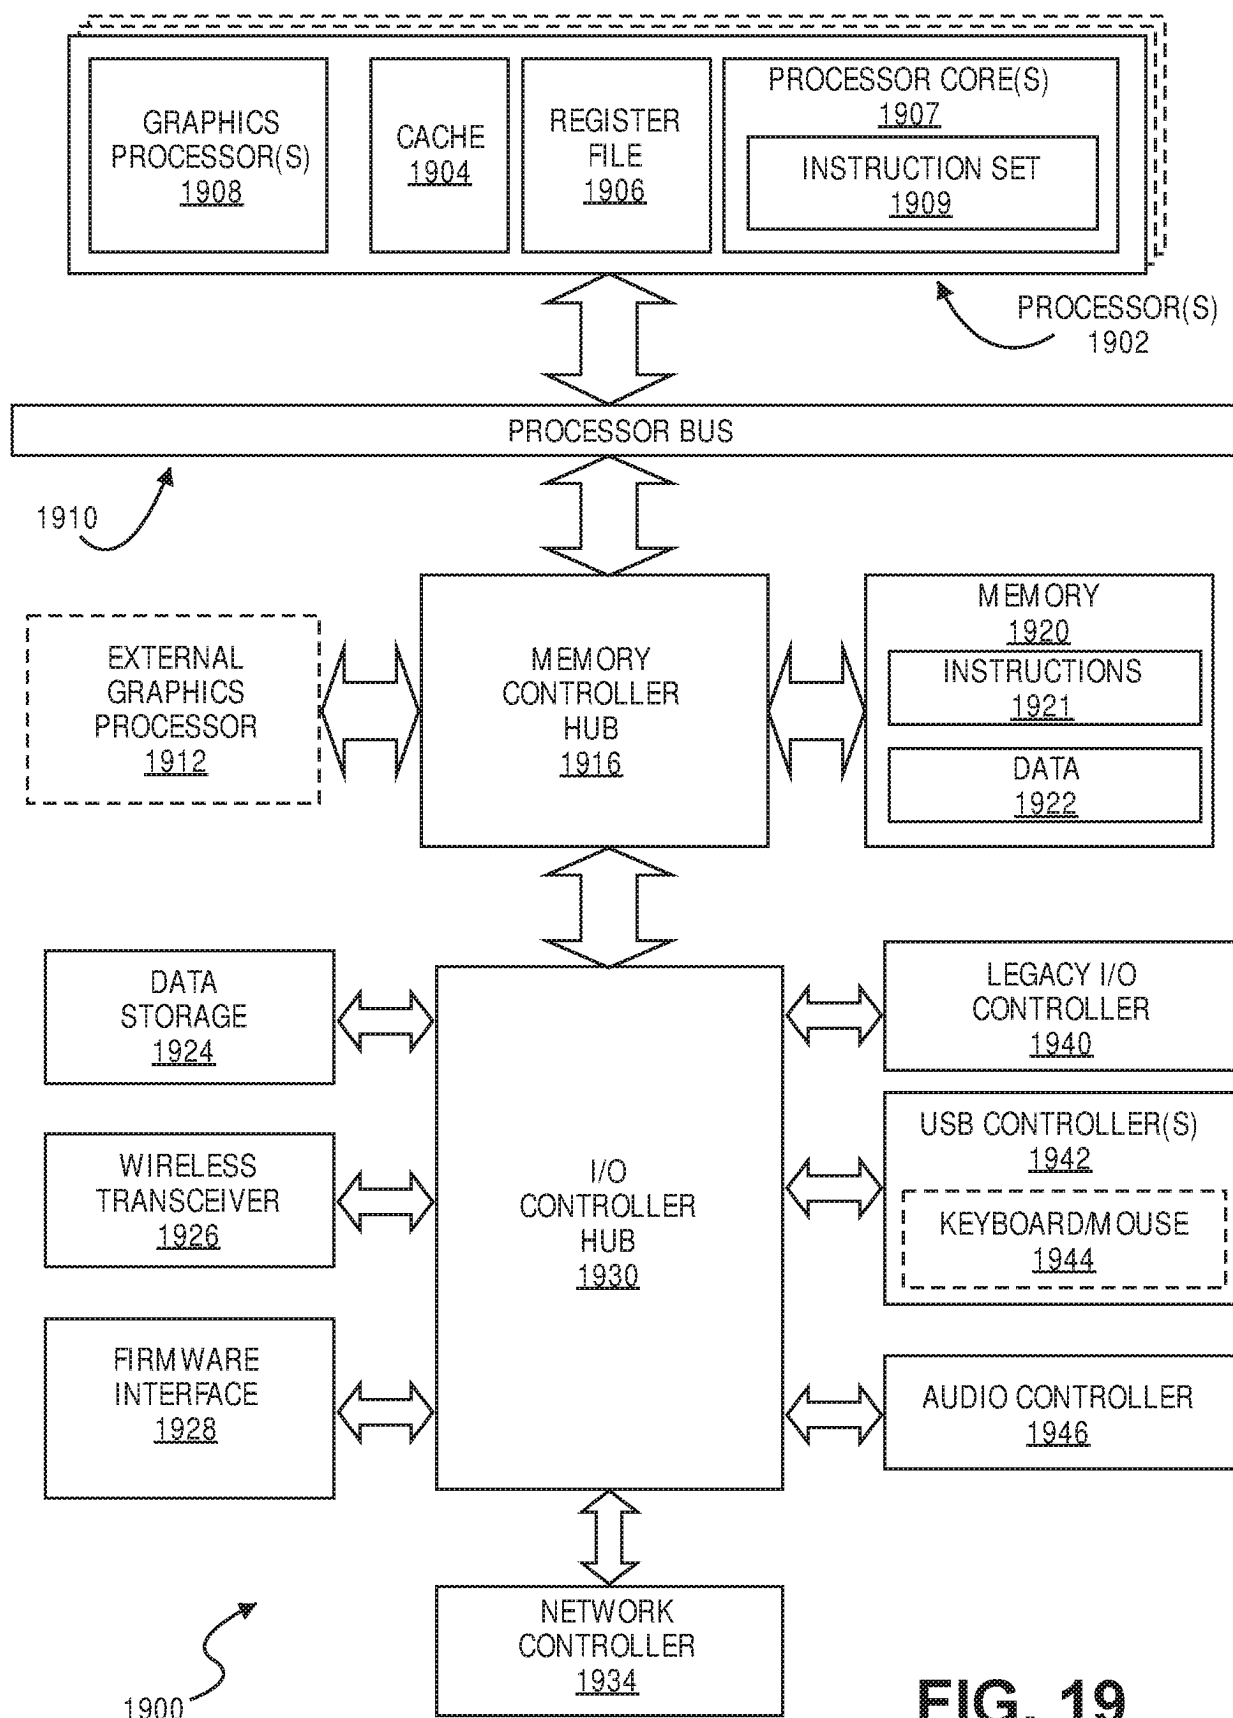 GRAPHICS
PROCESSOR(S)
1908
CACHE
1904
REGISTER
FILE
1906
PROCESSOR CORE(S)
1907
INSTRUCTION SET
1909
PROCESSOR(S)
1902
PROCESSOR BUS
1910
EXTERNAL
GRAPHICS
PROCESSOR
1912
MEMORY
CONTROLLER
HUB
1916
MEMORY
1920
INSTRUCTIONS
1921
DATA
1922
DATA
STORAGE
1924
WIRELESS
TRANSCEIVER
1926
FIRMWARE
INTERFACE
1928
I/O
CONTROLLER
HUB
1930
LEGACY I/O
CONTROLLER
1940
USB CONTROLLER(S)
1942
KEYBOARD/MOUSE
1944
AUDIO CONTROLLER
1946
NETWORK
CONTROLLER
1934
1900
FIG. 19